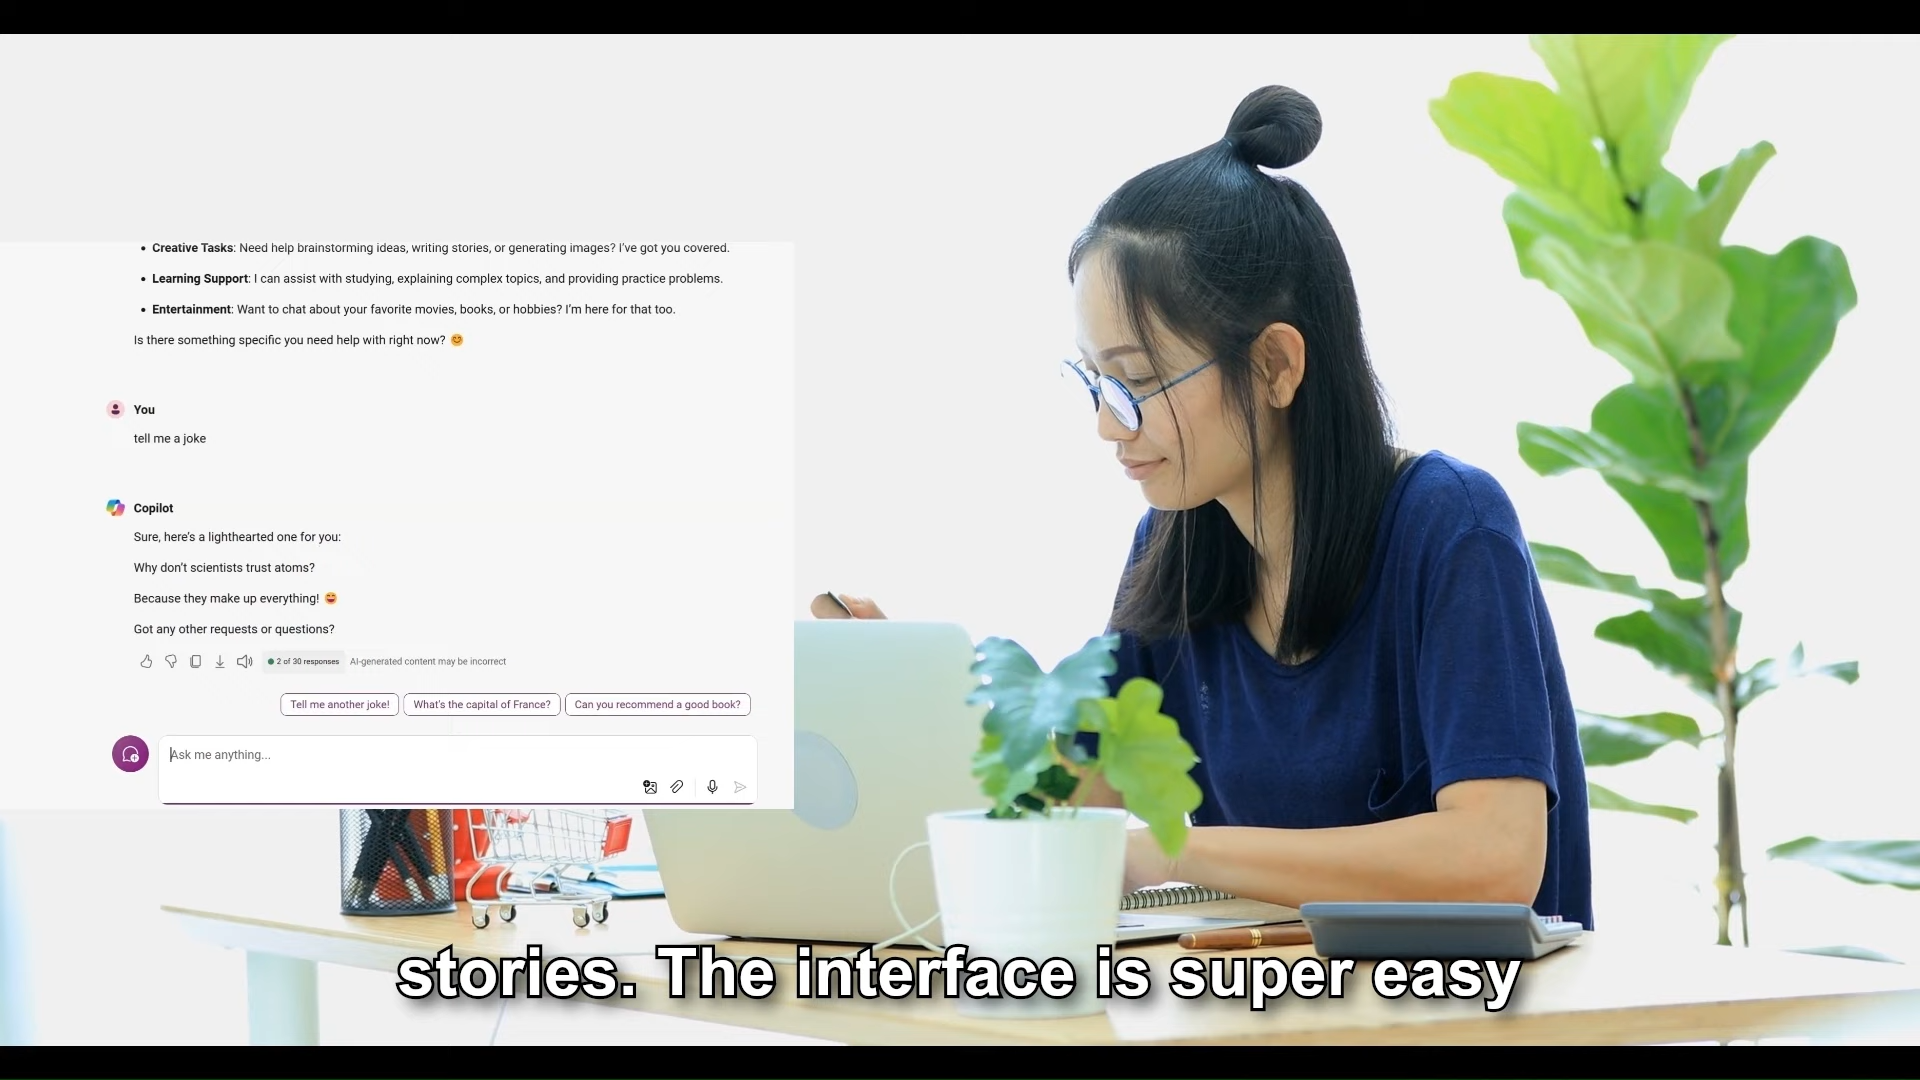 • Creative Tasks: Need help brainstorming ideas, writing stories, or generating images? I've got you covered.
• Learning Support: I can assist with studying, explaining complex topics, and providing practice problems.
• Entertainment: Want to chat about your favorite movies, books, or hobbies? I'm here for that too.
Is there something specific you need help with right now? 😊
You
tell me a joke
Copilot
Sure, here's a lighthearted one for you:
Why don't scientists trust atoms?
Because they make up everything! 😄
Got any other requests or questions?
2 of 30 responses AI-generated content may be incorrect
Tell me another joke! What's the capital of France? Can you recommend a good book?
Ask me anything...
stories. The interface is super easy